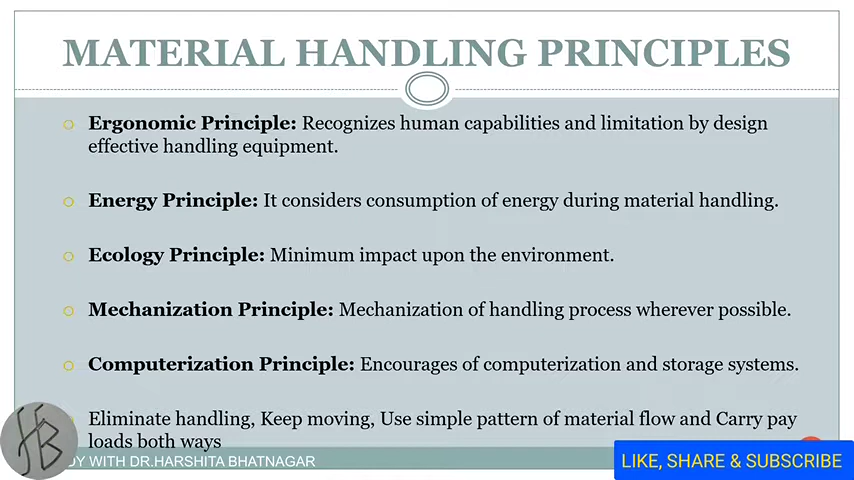 MATERIAL HANDLING PRINCIPLES
Ergonomic Principle: Recognizes human capabilities and limitation by design
effective handling equipment.
Energy Principle: It considers consumption of energy during material handling.
Ecology Principle: Minimum impact upon the environment.
Mechanization Principle: Mechanization of handling process wherever possible.
Computerization Principle: Encourages of computerization and storage systems.
Eliminate handling, Keep moving, Use simple pattern of material flow and Carry pay
loads both ways
HB
WITH DR.HARSHITA BHATNAGAR
LIKE, SHARE & SUBSCRIBE